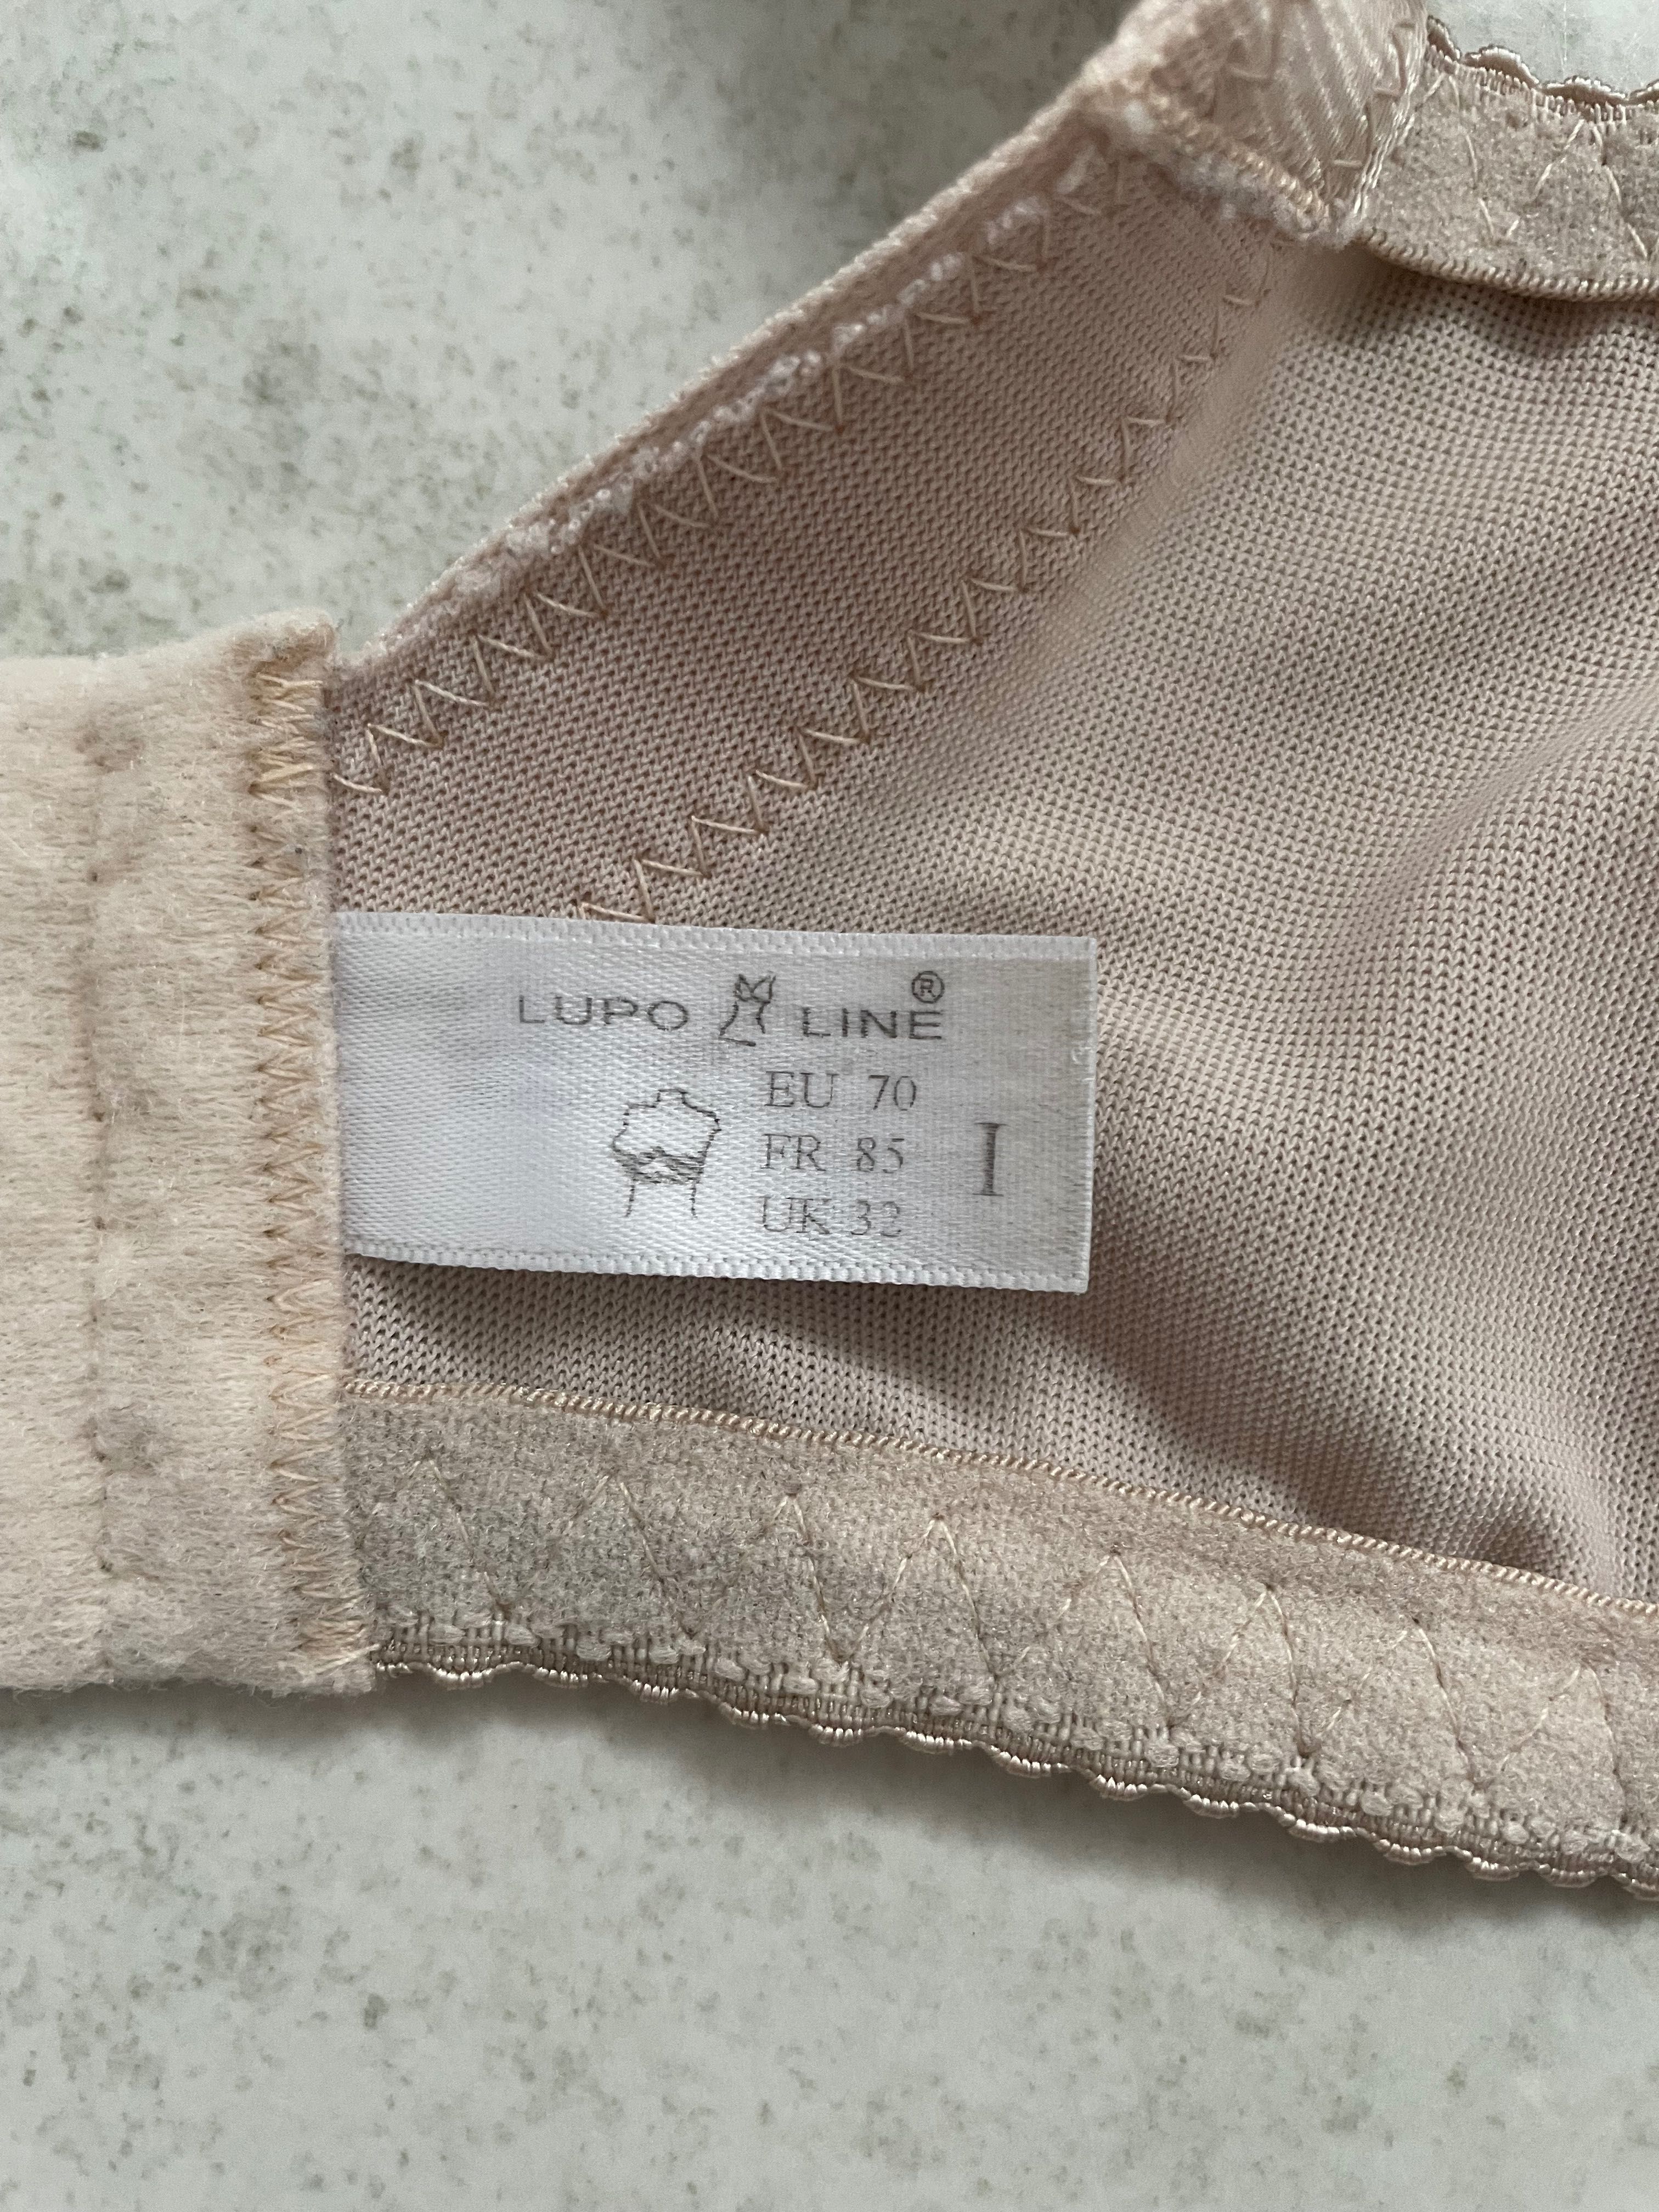 LUPO LINE®
EU 70
FR 85 I
UK 32